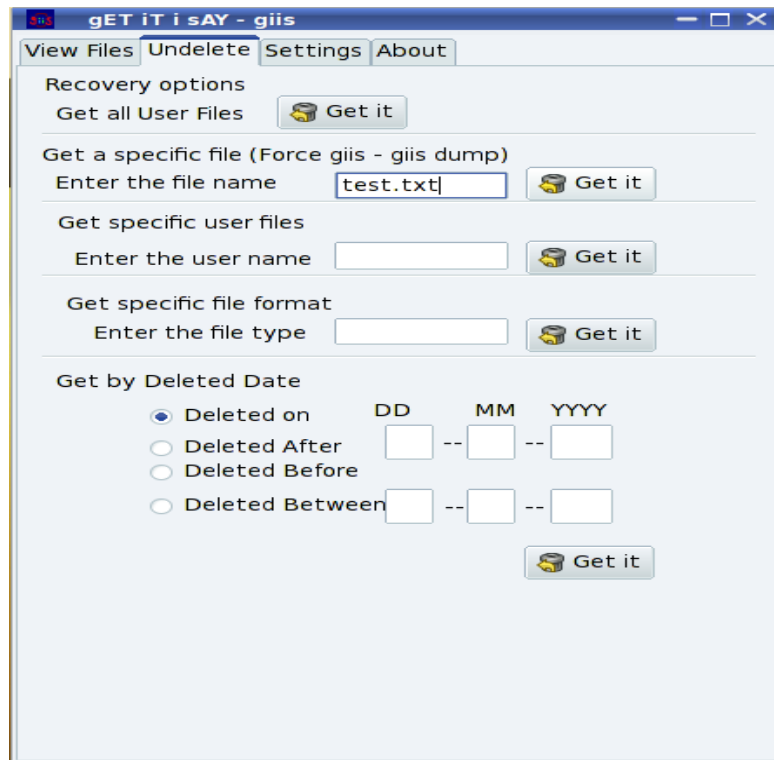 giis gET iT i sAY - giis
View Files Undelete Settings About
Recovery options
Get all User Files Get it
Get a specific file (Force giis - giis dump)
Enter the file name test.txt Get it
Get specific user files
Enter the user name Get it
Get specific file format
Enter the file type Get it
Get by Deleted Date
Deleted on DD MM YYYY
Deleted After -- --
Deleted Before
Deleted Between -- --
Get it